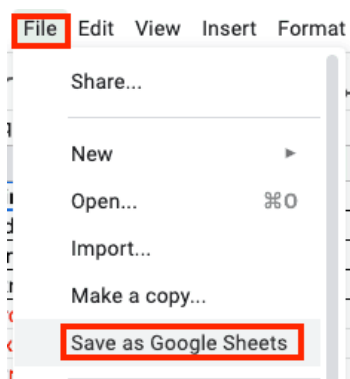 File Edit View Insert Format
Share...
New ►
Open... ⌘O
Import...
Make a copy...
Save as Google Sheets